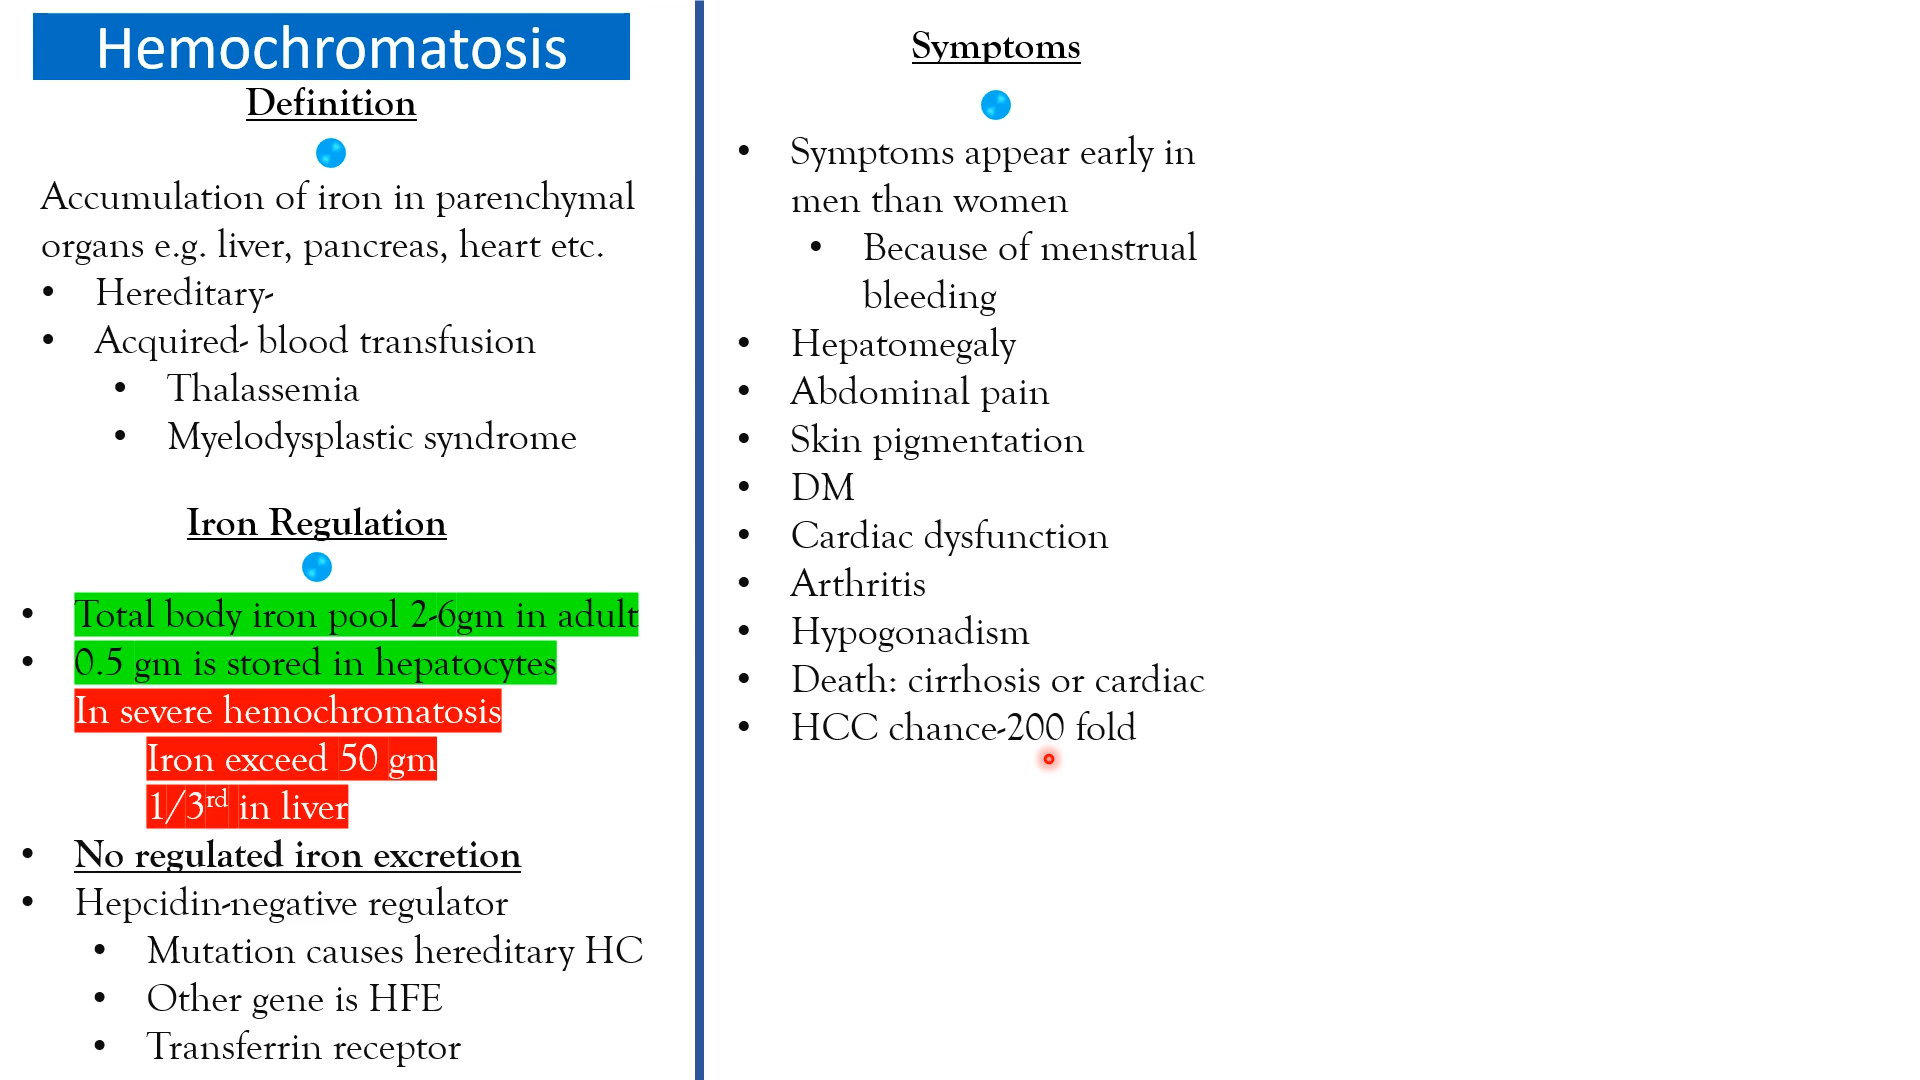 Hemochromatosis
Definition
Accumulation of iron in parenchymal
organs e.g. liver, pancreas, heart etc.
• Hereditary-
• Acquired- blood transfusion
• Thalassemia
• Myelodysplastic syndrome
Iron Regulation
• Total body iron pool 2-6gm in adult
• 0.5 gm is stored in hepatocytes
In severe hemochromatosis
Iron exceed 50 gm
1/3rd in liver
• No regulated iron excretion
• Hepcidin-negative regulator
• Mutation causes hereditary HC
• Other gene is HFE
• Transferrin receptor
Symptoms
• Symptoms appear early in
men than women
• Because of menstrual
bleeding
• Hepatomegaly
• Abdominal pain
• Skin pigmentation
• DM
• Cardiac dysfunction
• Arthritis
• Hypogonadism
• Death: cirrhosis or cardiac
• HCC chance-200 fold